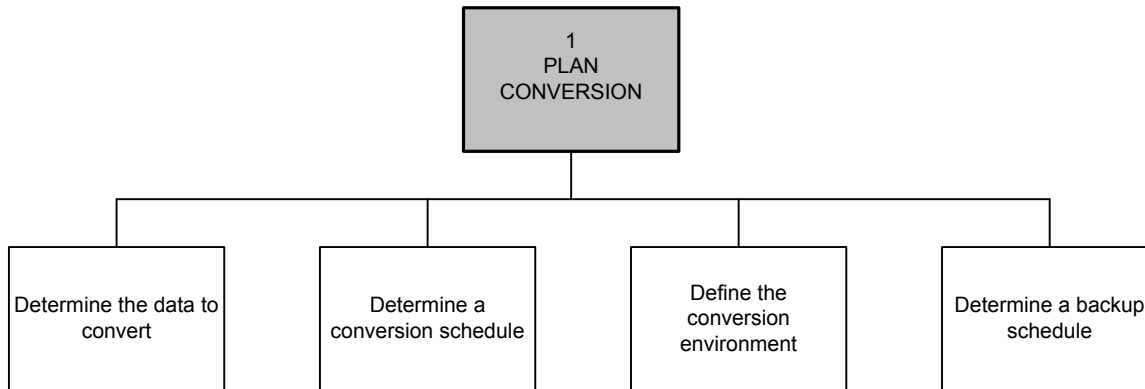 1
PLAN
CONVERSION
Determine the data to
convert
Determine a
conversion schedule
Define the
conversion
environment
Determine a backup
schedule